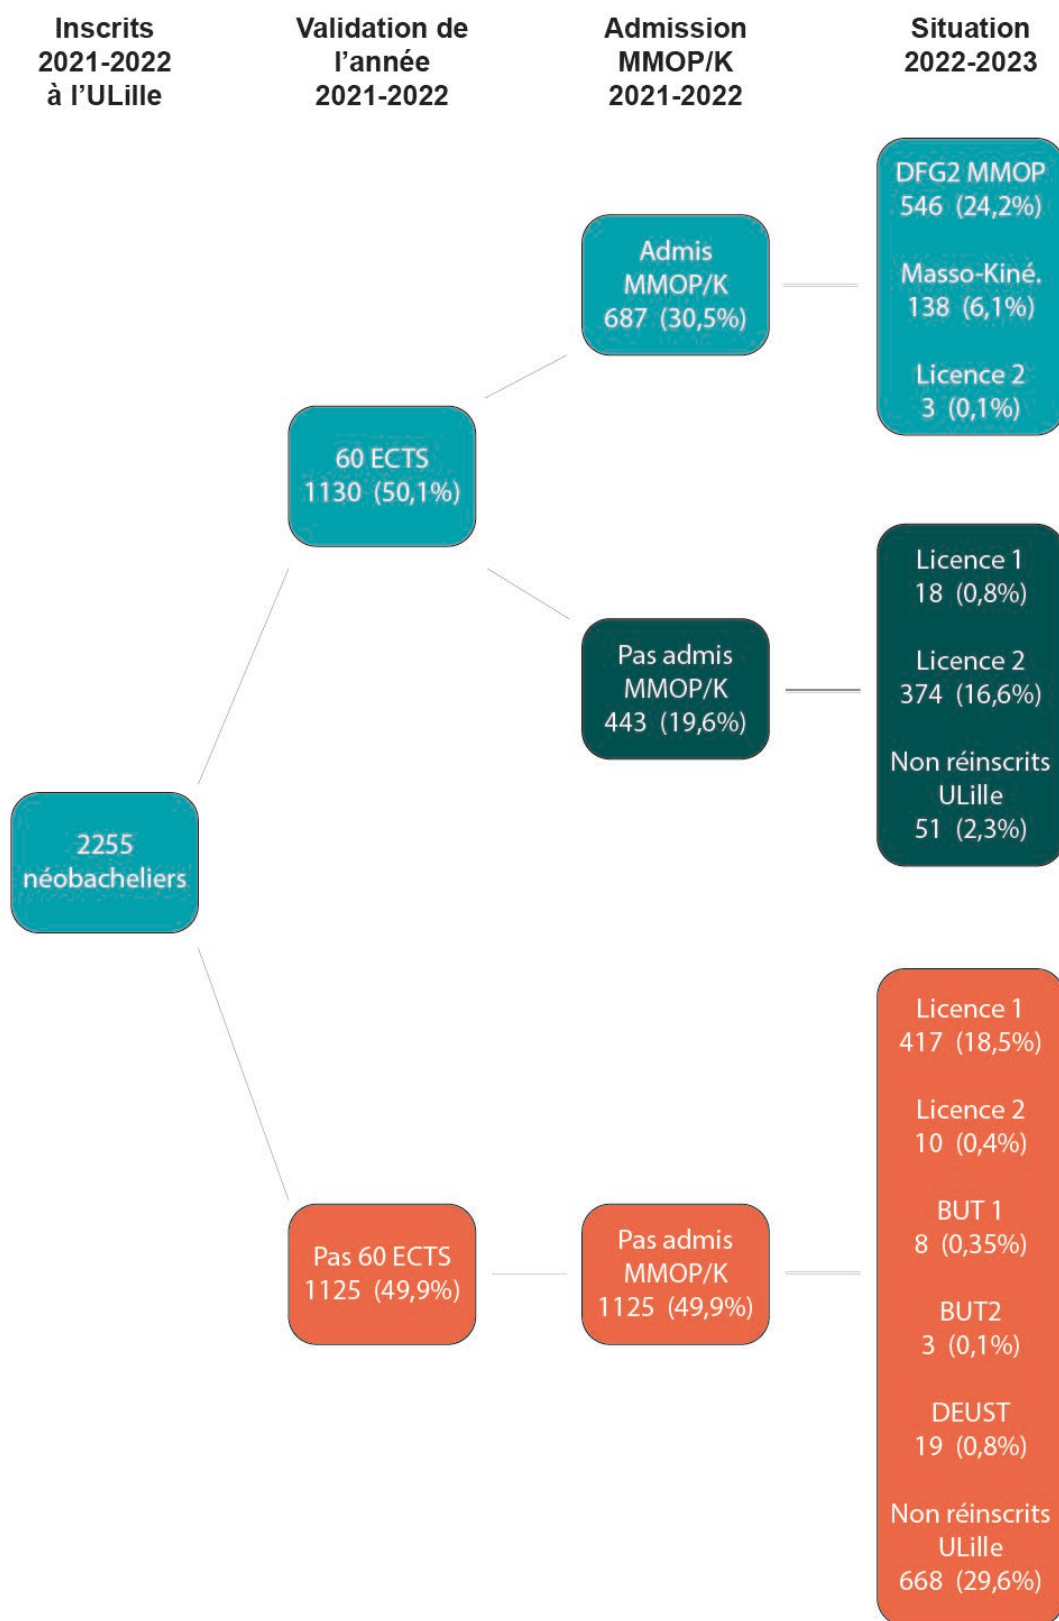 Inscrits
2021-2022
à l'ULille
Validation de
l'année
2021-2022
Admission
MMOP/K
2021-2022
Situation
2022-2023
2255
néobacheliers
60 ECTS
1130 (50,1%)
Admis
MMOP/K
687 (30,5%)
DFG2 MMOP
546 (24,2%)
Masso-Kiné.
138 (6,1%)
Licence 2
3 (0,1%)
Pas admis
MMOP/K
443 (19,6%)
Licence 1
18 (0,8%)
Licence 2
374 (16,6%)
Non réinscrits
ULille
51 (2,3%)
Pas 60 ECTS
1125 (49,9%)
Pas admis
MMOP/K
1125 (49,9%)
Licence 1
417 (18,5%)
Licence 2
10 (0,4%)
BUT 1
8 (0,35%)
BUT2
3 (0,1%)
DEUST
19 (0,8%)
Non réinscrits
ULille
668 (29,6%)